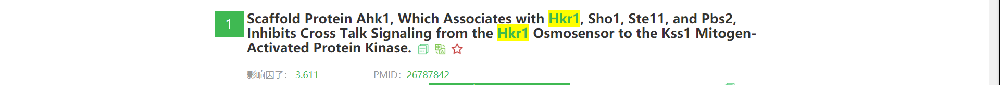 1
Scaffold Protein Ahk1, Which Associates with Hkr1, Sho1, Ste11, and Pbs2,
Inhibits Cross Talk Signaling from the Hkr1 Osmosensor to the Kss1 Mitogen-
Activated Protein Kinase.
影响因子： 3.611 PMID： 26787842